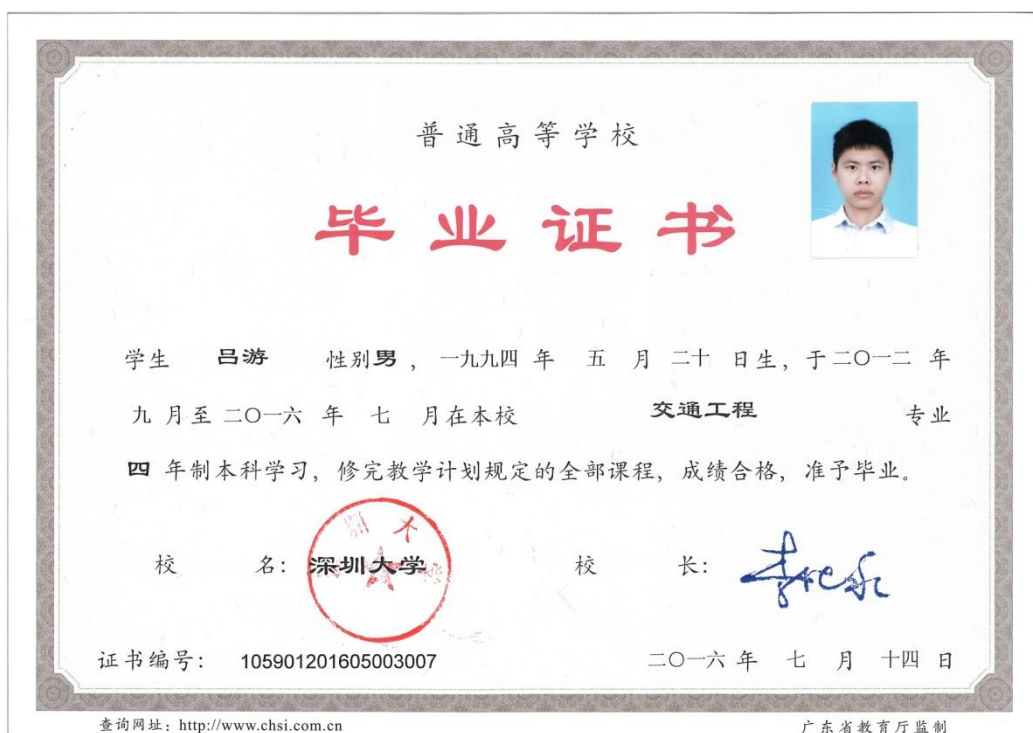 普通高等学校
毕业证书
学生 吕游 性别男，一九九四 年 五 月 二十 日生，于二〇一二 年
九 月至 二〇一六 年 七 月在本校 交通工程 专业
四 年制本科学习，修完教学计划规定的全部课程，成绩合格，准予毕业。
校 名：深圳大学 校 长：
证书编号： 105901201605003007 二〇一六 年 七 月 十四 日
查询网址：http://www.chsi.com.cn 广东省教育厅监制